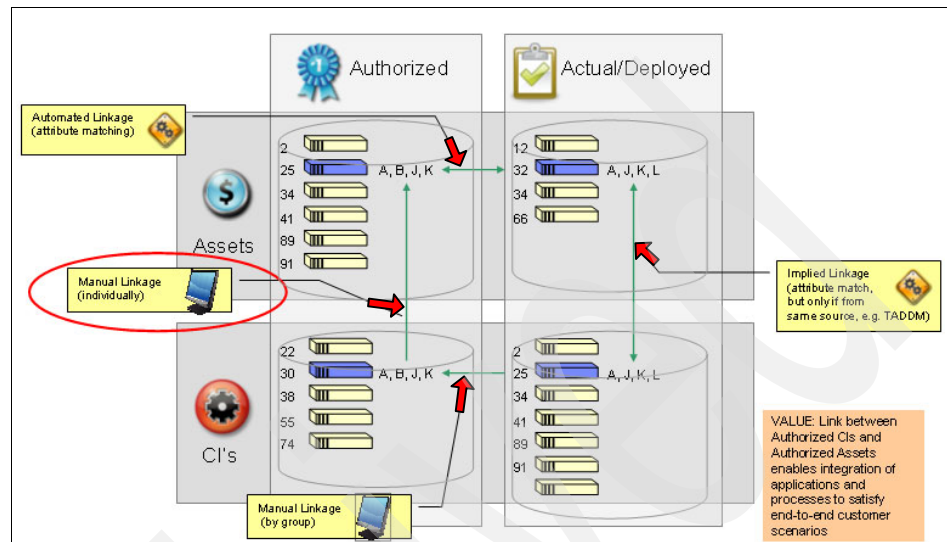 Authorized
Actual/Deployed
Automated Linkage
(attribute matching)
2
25
34
41
89
91
A, B, J, K
12
32
34
66
A, J, K, L
$
Assets
Manual Linkage
(individually)
Implied Linkage
(attribute match,
but only if from
same source, e.g. TADDM)
22
30
38
55
74
A, B, J, K
2
25
34
41
89
91
A, J, K, L
CI's
Manual Linkage
(by group)
VALUE: Link between
Authorized CIs and
Authorized Assets
enables integration of
applications and
processes to satisfy
end-to-end customer
scenarios